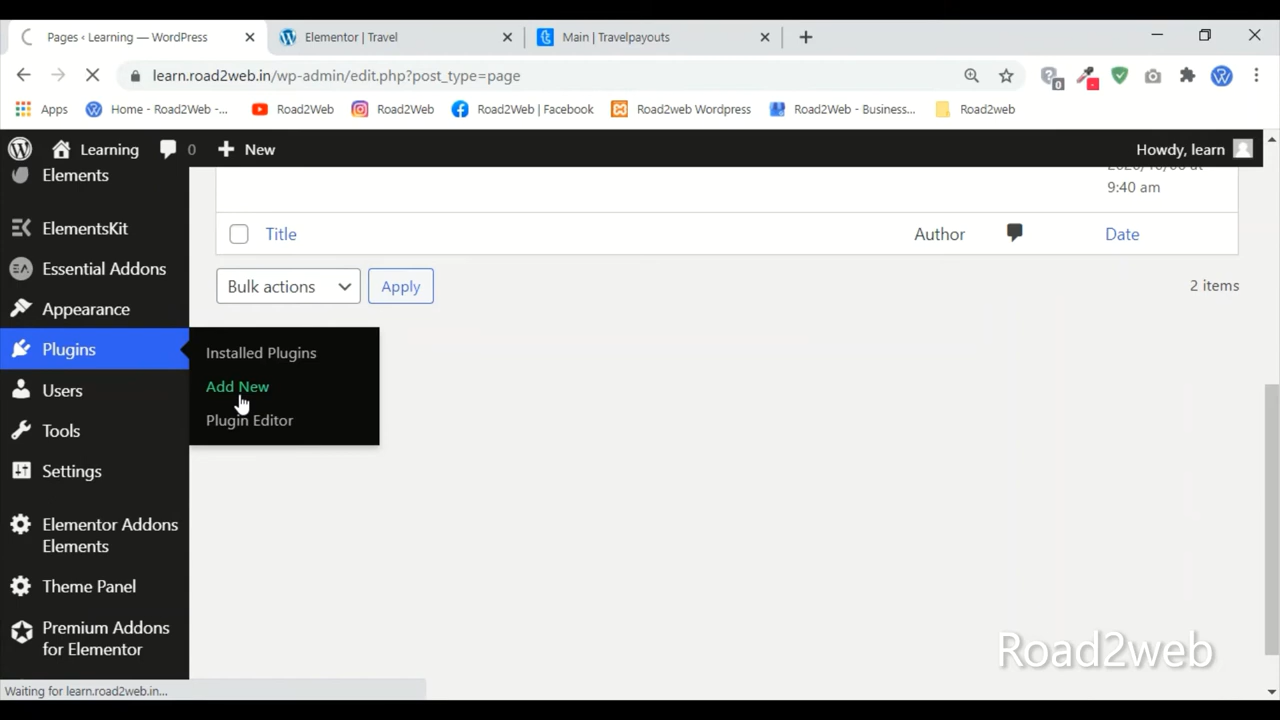 Pages ‹ Learning — WordPress
Elementor | Travel
Main | Travelpayouts
learn.road2web.in/wp-admin/edit.php?post_type=page
0
Apps
Home - Road2Web -...
Road2Web
Road2Web
Road2Web | Facebook
Road2web Wordpress
Road2Web - Business...
Road2web
Learning
0
New
Howdy, learn
Elements
9:40 am
ElementsKit
Title
Author
Date
Essential Addons
Bulk actions
Apply
2 items
Appearance
Plugins
Installed Plugins
Add New
Plugin Editor
Users
Tools
Settings
Elementor Addons
Elements
Theme Panel
Premium Addons
for Elementor
Road2web
Waiting for learn.road2web.in...